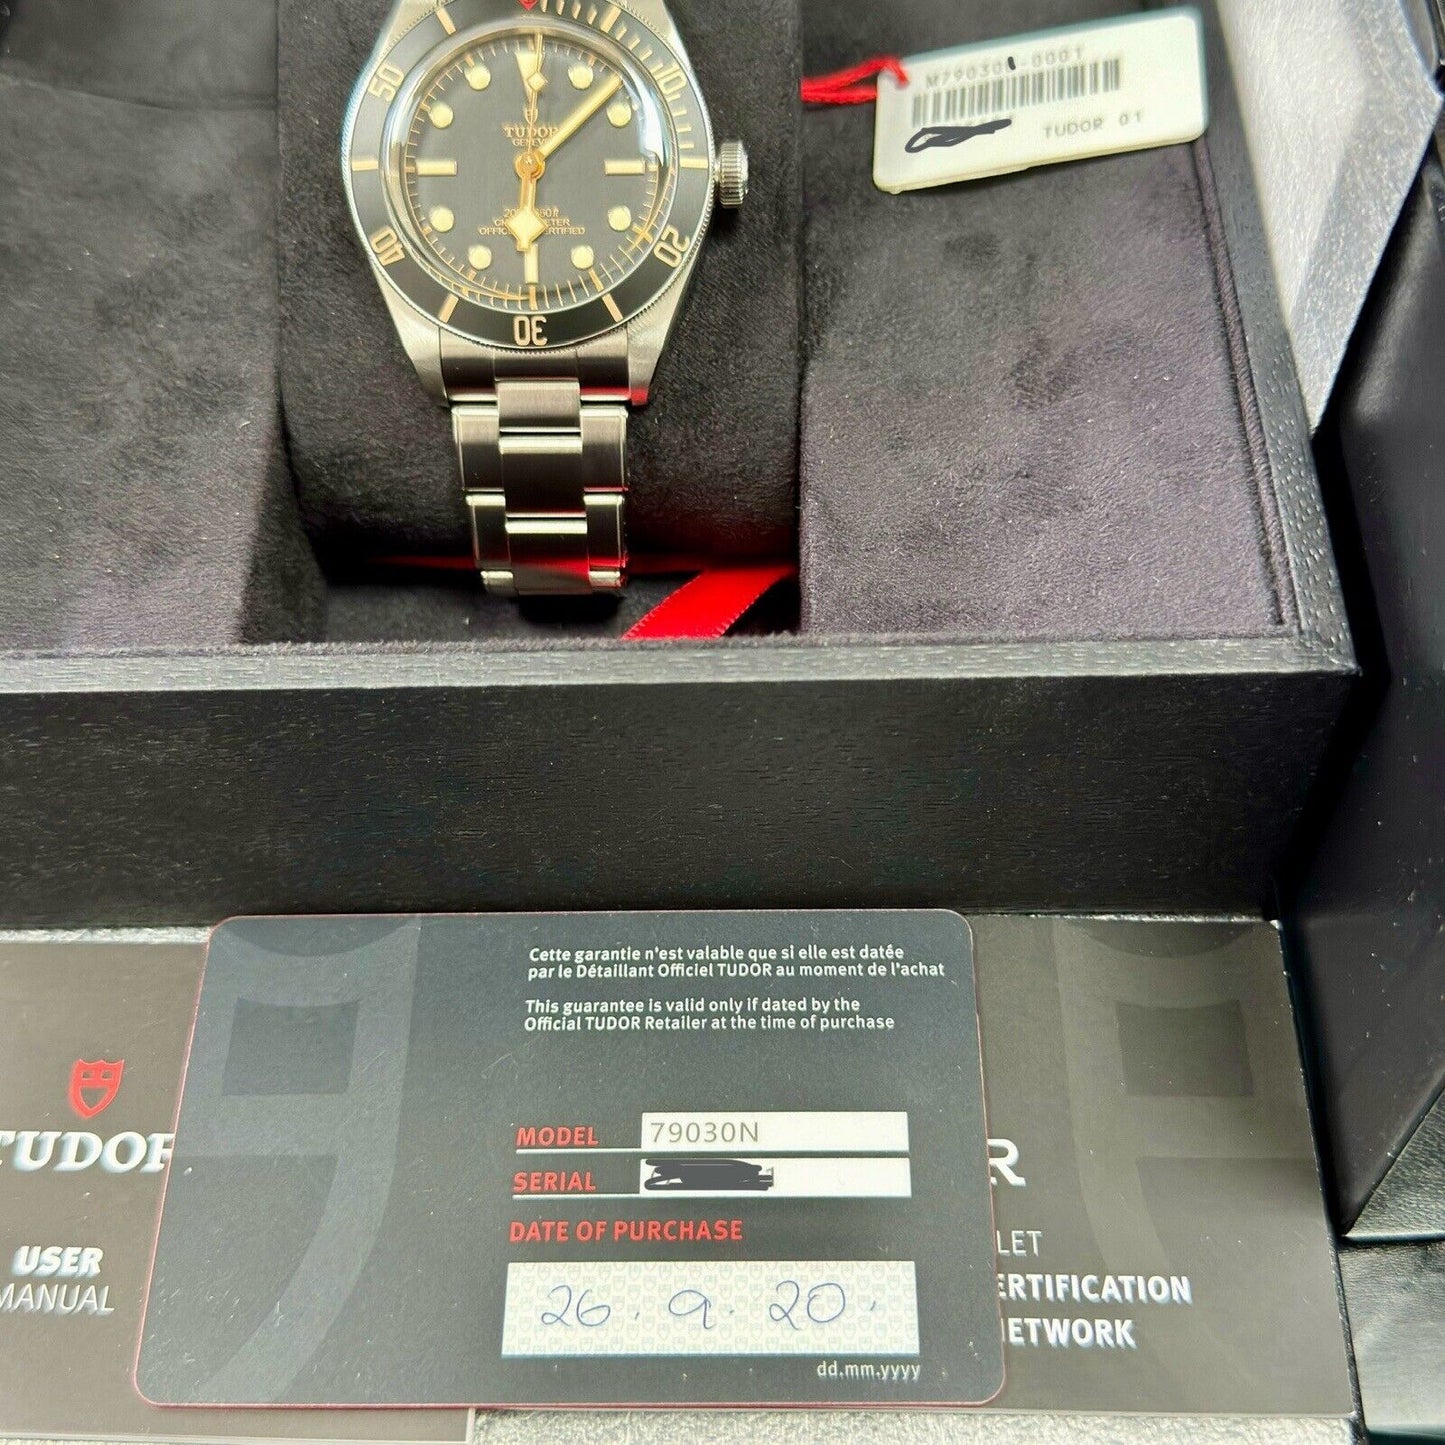 50
10
TUDOR
GENEVE
40
20
CHRONOMETER
OFFICIALLY CERTIFIED
30
TUDOR 01
Cette garantie n'est valable que si elle est datée
par le Détaillant Officiel TUDOR au moment de l'achat
This guarantee is valid only if dated by the
Official TUDOR Retailer at the time of purchase
MODEL 79030N
SERIAL
DATE OF PURCHASE
26.9.20.
dd.mm.yyyy
TUDOR
USER
MANUAL
R
LET
ERTIFICATION
ETWORK